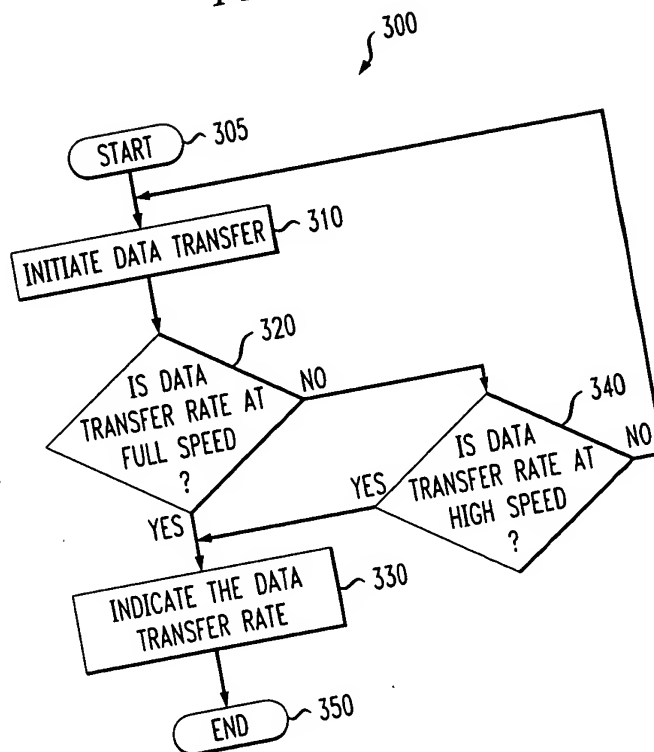 300
START
305
INITIATE DATA TRANSFER
310
IS DATA
TRANSFER RATE AT
FULL SPEED
?
320
NO
YES
IS DATA
TRANSFER RATE AT
HIGH SPEED
?
340
NO
YES
INDICATE THE DATA
TRANSFER RATE
330
END
350